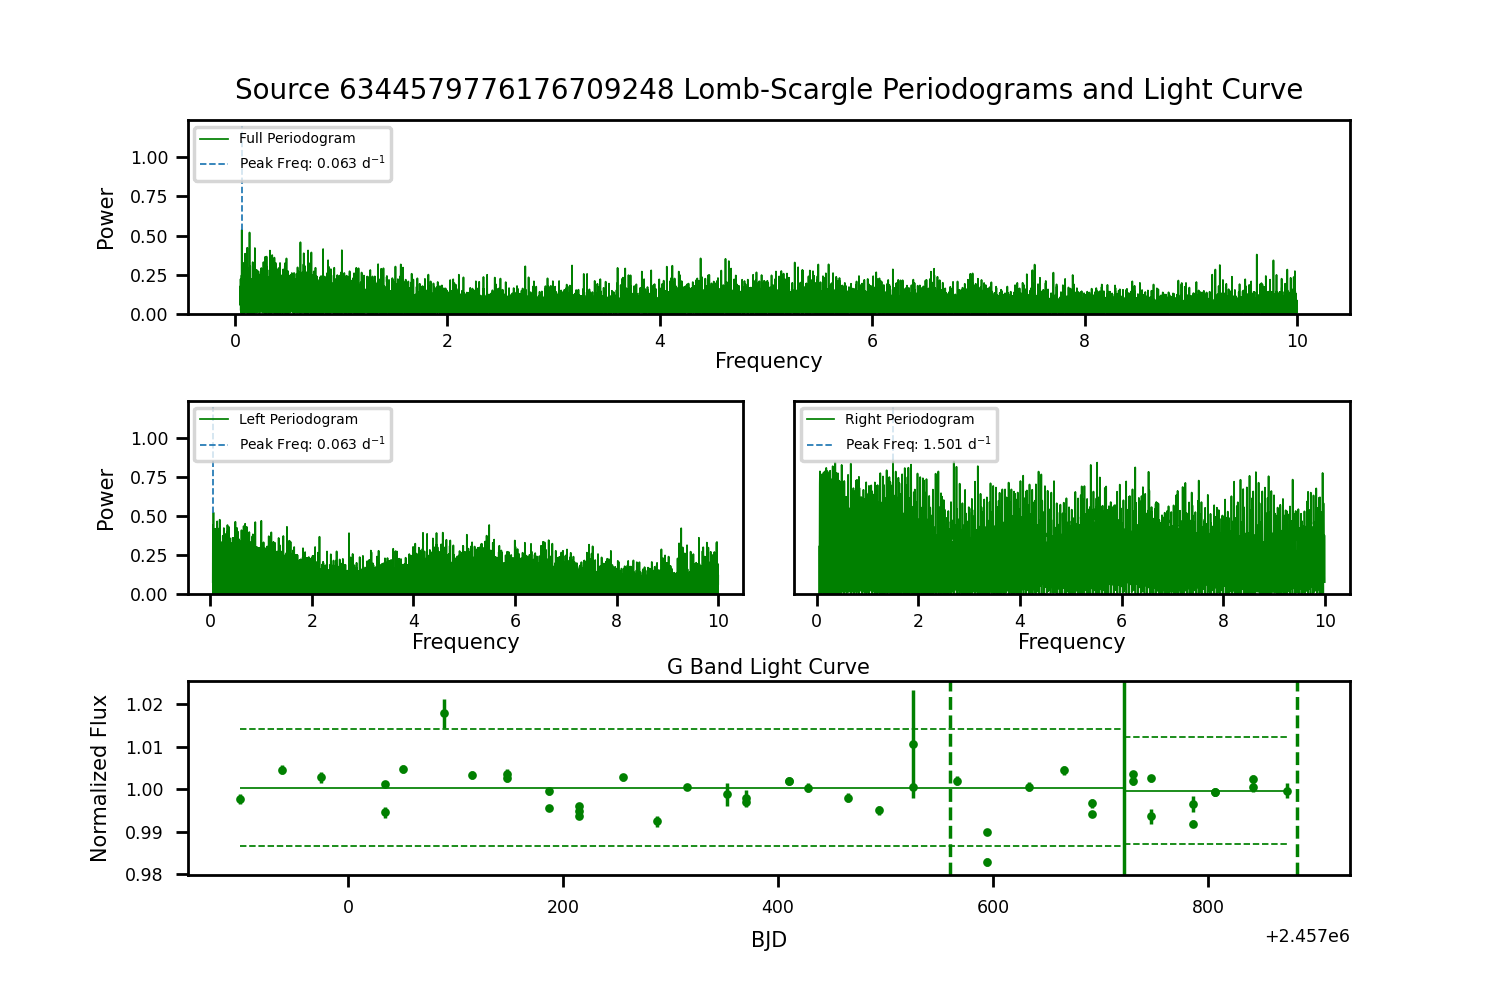 Source 6344579776176709248 Lomb-Scargle Periodograms and Light Curve
Full Periodogram
Peak Freq: 0.063 d⁻¹
Power
1.00
0.75
0.50
0.25
0.00
0 2 4 6 8 10
Frequency
Left Periodogram
Peak Freq: 0.063 d⁻¹
Power
1.00
0.75
0.50
0.25
0.00
0 2 4 6 8 10
Frequency
Right Periodogram
Peak Freq: 1.501 d⁻¹
0 2 4 6 8 10
Frequency
G Band Light Curve
Normalized Flux
1.02
1.01
1.00
0.99
0.98
0 200 400 600 800
BJD
+2.457e6